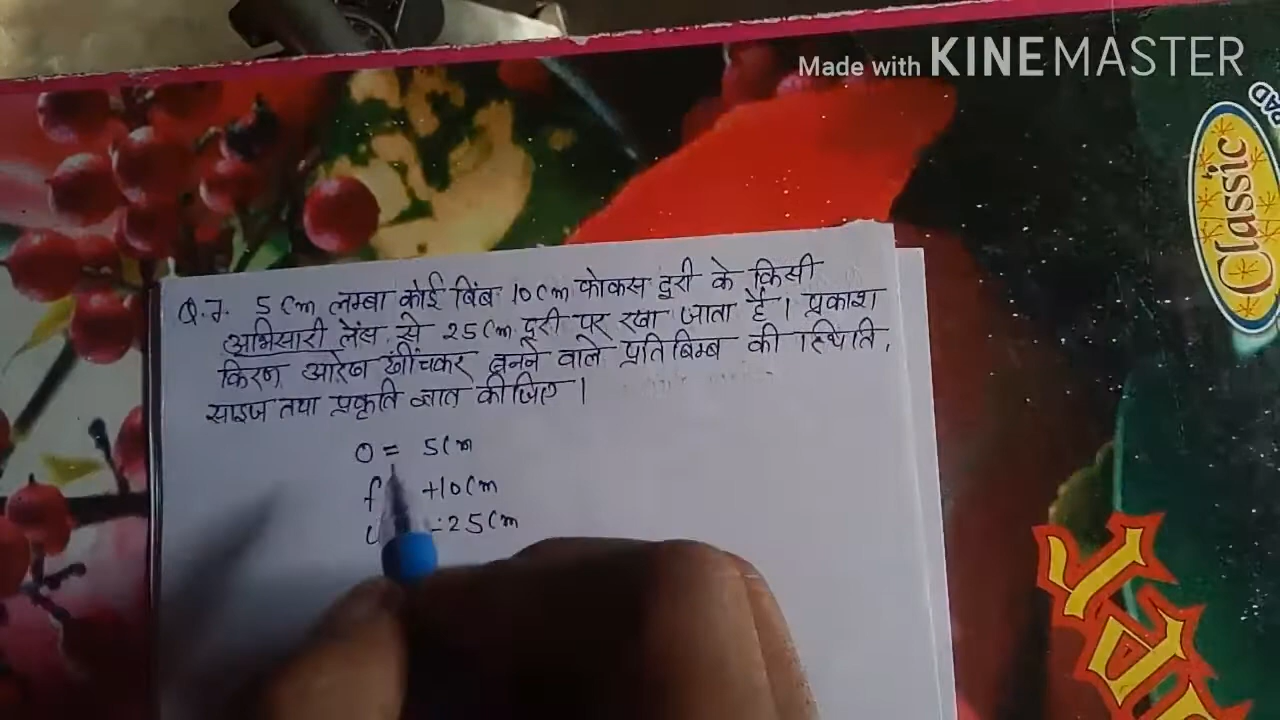 Made with KINEMASTER
Classic
PAD
Q.7. 5 Cm लम्बा कोई बिंब 10 Cm फोकस दूरी के किसी
अभिसारी लेंस से 25 Cm दूरी पर रखा जाता है। प्रकाश
किरण आरेख खींचकर बनने वाले प्रतिबिम्ब की स्थिति,
साइज तथा प्रकृति ज्ञात कीजिए।
O = 5 Cm
f +10 Cm
u -25 Cm